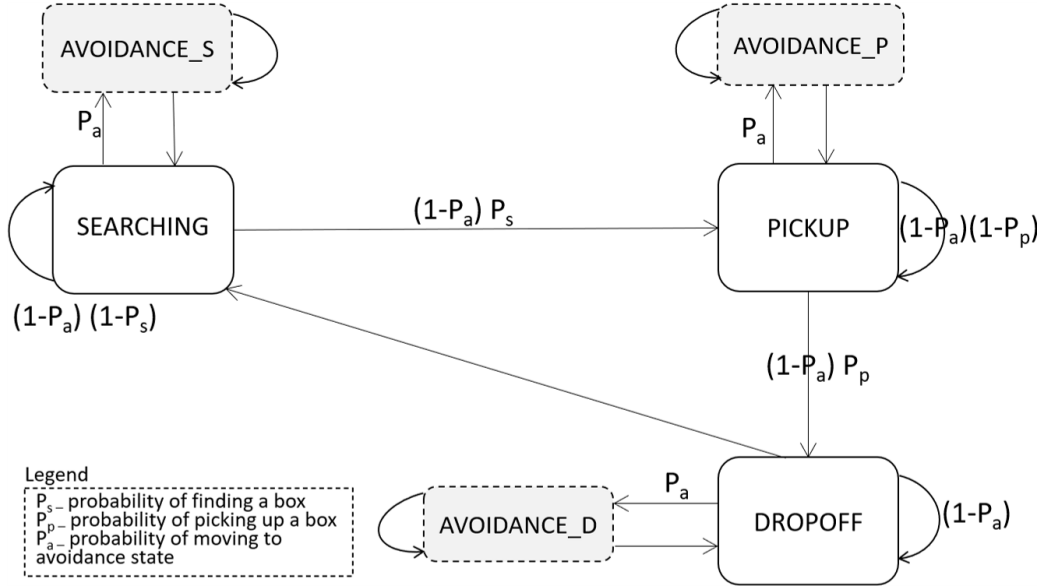 AVOIDANCE_S
AVOIDANCE_P
Pa
Pa
SEARCHING
(1-Pa) Ps
PICKUP
(1-Pa)(1-Pp)
(1-Pa) (1-Ps)
(1-Pa) Pp
Legend
Ps – probability of finding a box
Pp – probability of picking up a box
Pa – probability of moving to
avoidance state
Pa
AVOIDANCE_D
DROPOFF
(1-Pa)